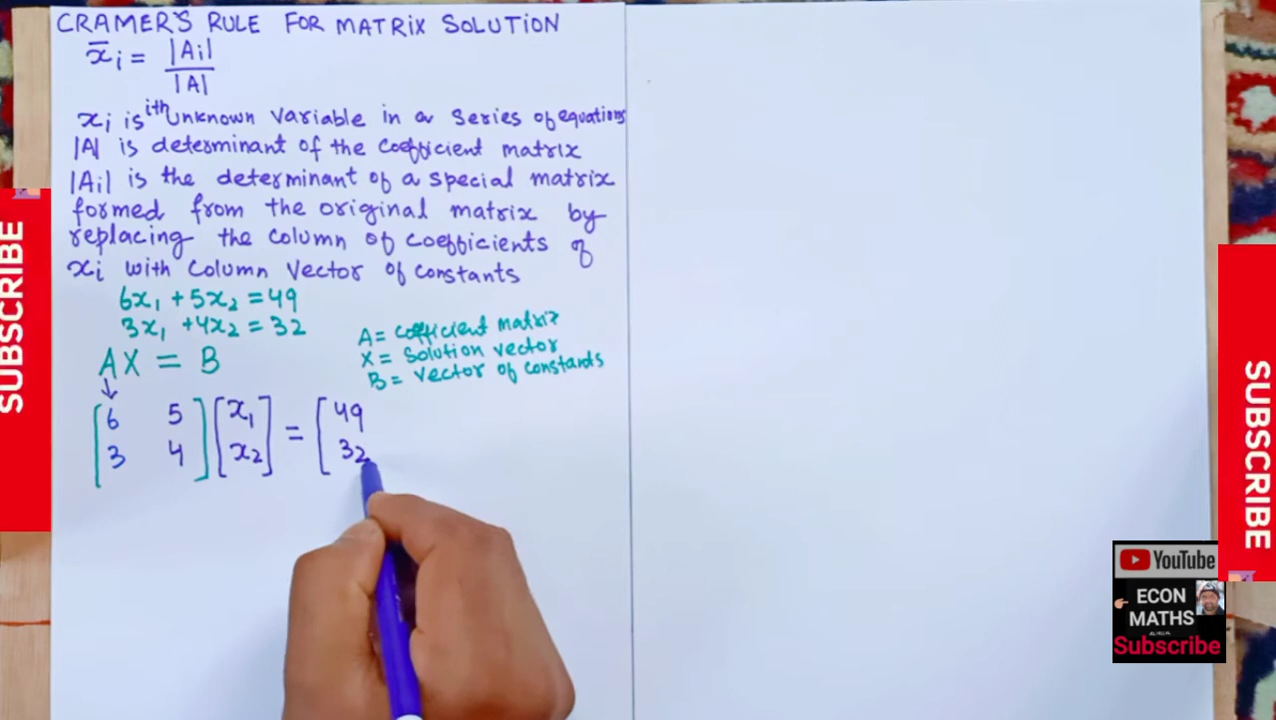 CRAMER'S RULE FOR MATRIX SOLUTION
x̄i = |Ai| / |A|
xi is ith unknown variable in a series of equations
|A| is determinant of the coefficient matrix
|Ai| is the determinant of a special matrix
formed from the original matrix by
replacing the column of coefficients of
xi with column vector of constants
6x₁ + 5x₂ = 49
3x₁ + 4x₂ = 32
AX = B
A = cofficient matrix
X = Solution vector
B = Vector of constants
[6 5] [x₁] = [49
[3 4] [x₂] [32
SUBSCRIBE
SUBSCRIBE
YouTube
ECON
MATHS
Subscribe